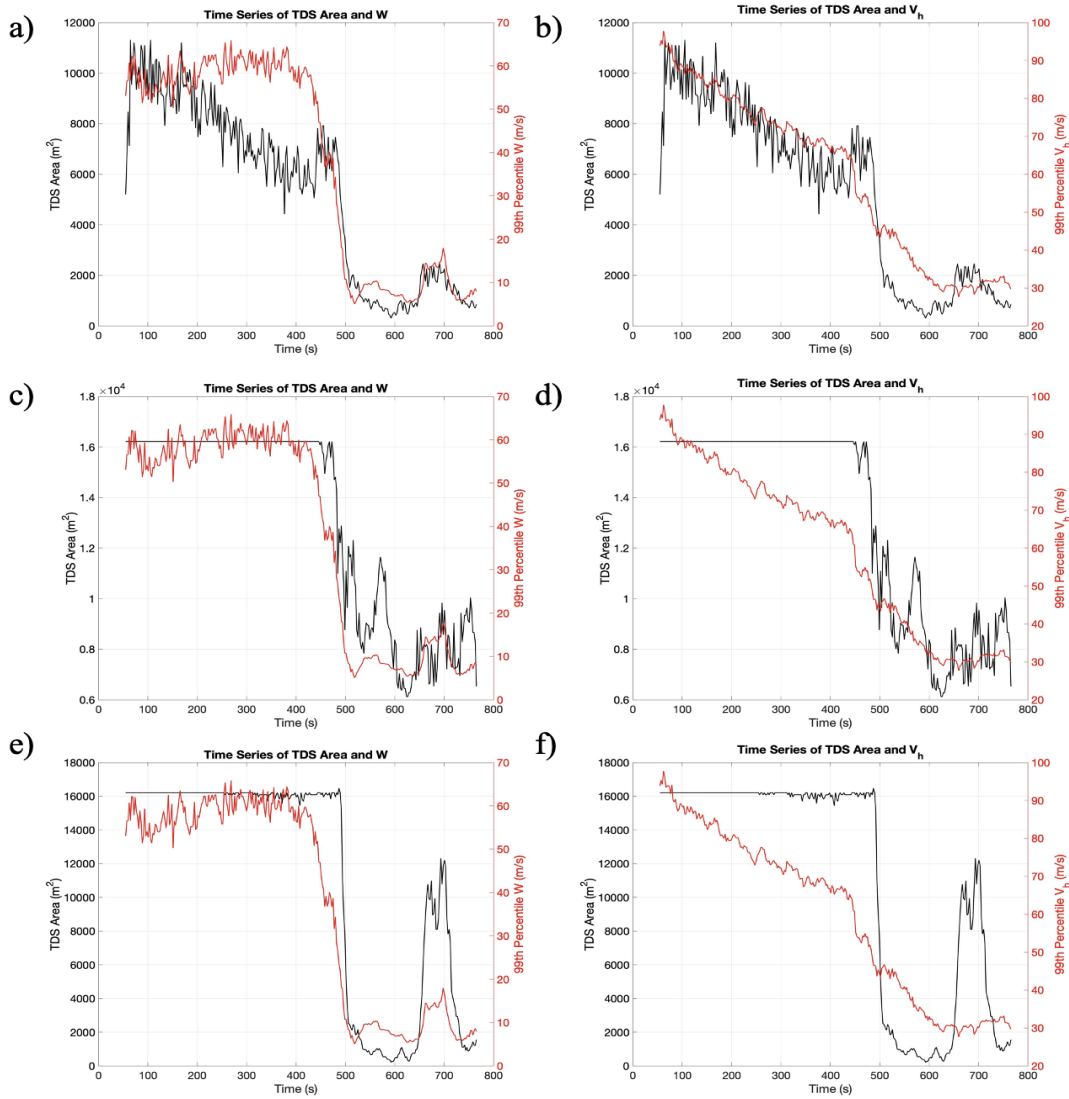 a)
Time Series of TDS Area and W
12000
10000
8000
6000
4000
2000
0
TDS Area (m²)
70
60
50
40
30
20
10
0
99th Percentile W (m/s)
0 100 200 300 400 500 600 700 800
Time (s)
b)
Time Series of TDS Area and Vₕ
12000
10000
8000
6000
4000
2000
0
TDS Area (m²)
100
90
80
70
60
50
40
30
20
99th Percentile Vₕ (m/s)
0 100 200 300 400 500 600 700 800
Time (s)
c)
Time Series of TDS Area and W
×10⁴
1.8
1.6
1.4
1.2
1
0.8
0.6
TDS Area (m²)
70
60
50
40
30
20
10
0
99th Percentile W (m/s)
0 100 200 300 400 500 600 700 800
Time (s)
d)
Time Series of TDS Area and Vₕ
×10⁴
1.8
1.6
1.4
1.2
1
0.8
0.6
TDS Area (m²)
100
90
80
70
60
50
40
30
20
99th Percentile Vₕ (m/s)
0 100 200 300 400 500 600 700 800
Time (s)
e)
Time Series of TDS Area and W
18000
16000
14000
12000
10000
8000
6000
4000
2000
0
TDS Area (m²)
70
60
50
40
30
20
10
0
99th Percentile W (m/s)
0 100 200 300 400 500 600 700 800
Time (s)
f)
Time Series of TDS Area and Vₕ
18000
16000
14000
12000
10000
8000
6000
4000
2000
0
TDS Area (m²)
100
90
80
70
60
50
40
30
20
99th Percentile Vₕ (m/s)
0 100 200 300 400 500 600 700 800
Time (s)